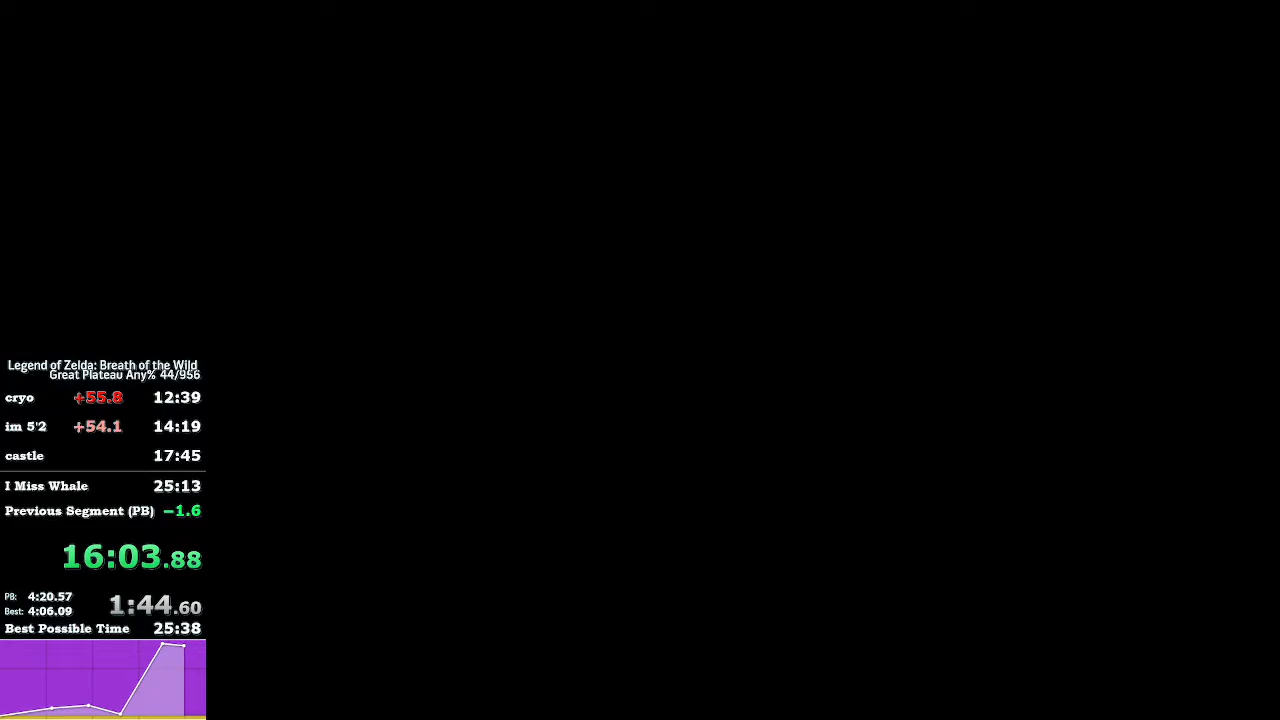 Legend of Zelda: Breath of the Wild
Great Plateau Any% 44/956
cryo +55.8 12:39
im 5'2 +54.1 14:19
castle 17:45
I Miss Whale 25:13
Previous Segment (PB) −1.6
16:03.88
PB: 4:20.57
Best: 4:06.09
1:44.60
Best Possible Time 25:38